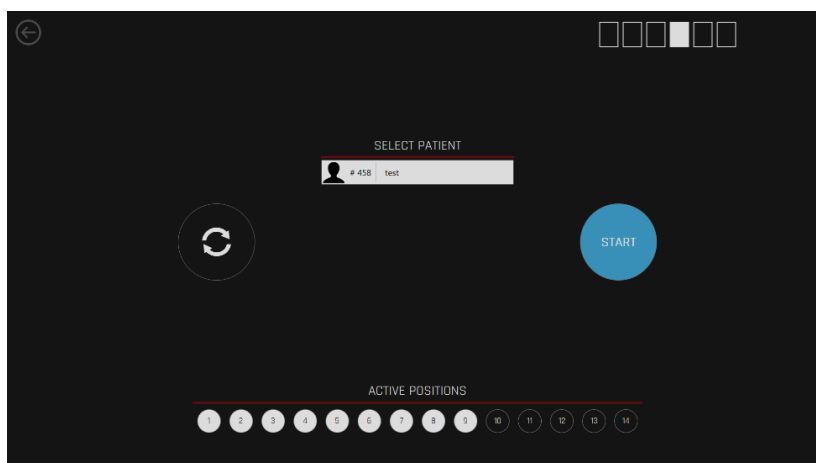 SELECT PATIENT
# 458 test
START
ACTIVE POSITIONS
1 2 3 4 5 6 7 8 9 10 11 12 13 14